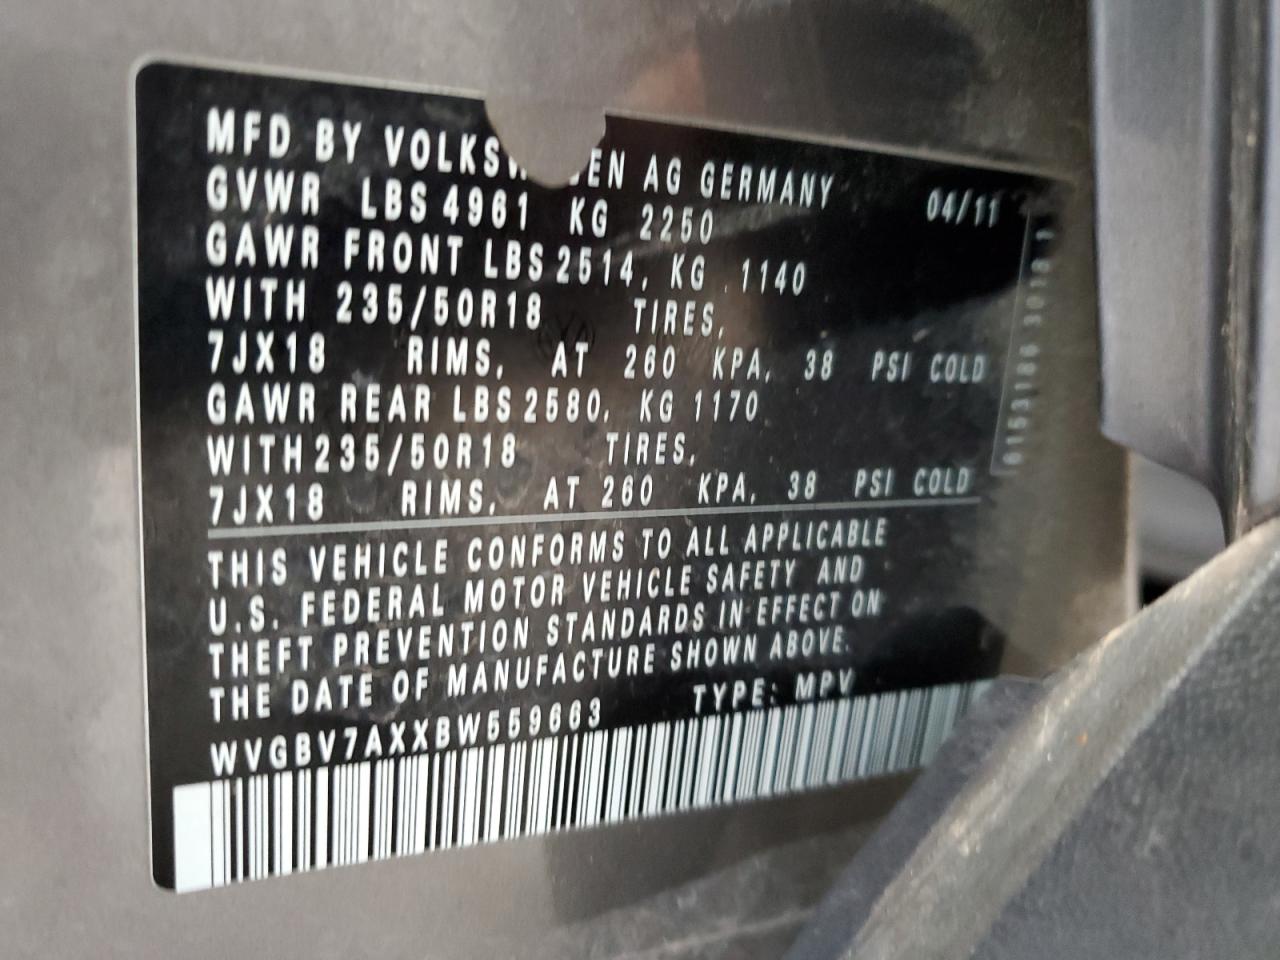 MFD BY VOLKSWAGEN AG GERMANY 04/11
GVWR LBS 4961 KG 2250
GAWR FRONT LBS 2514, KG 1140
WITH 235/50R18 TIRES,
7JX18 RIMS, AT 260 KPA, 38 PSI COLD
GAWR REAR LBS 2580, KG 1170
WITH 235/50R18 TIRES,
7JX18 RIMS, AT 260 KPA, 38 PSI COLD
THIS VEHICLE CONFORMS TO ALL APPLICABLE
U.S. FEDERAL MOTOR VEHICLE SAFETY AND
THEFT PREVENTION STANDARDS IN EFFECT ON
THE DATE OF MANUFACTURE SHOWN ABOVE.
WVGBV7AXXBW559663 TYPE: MPV